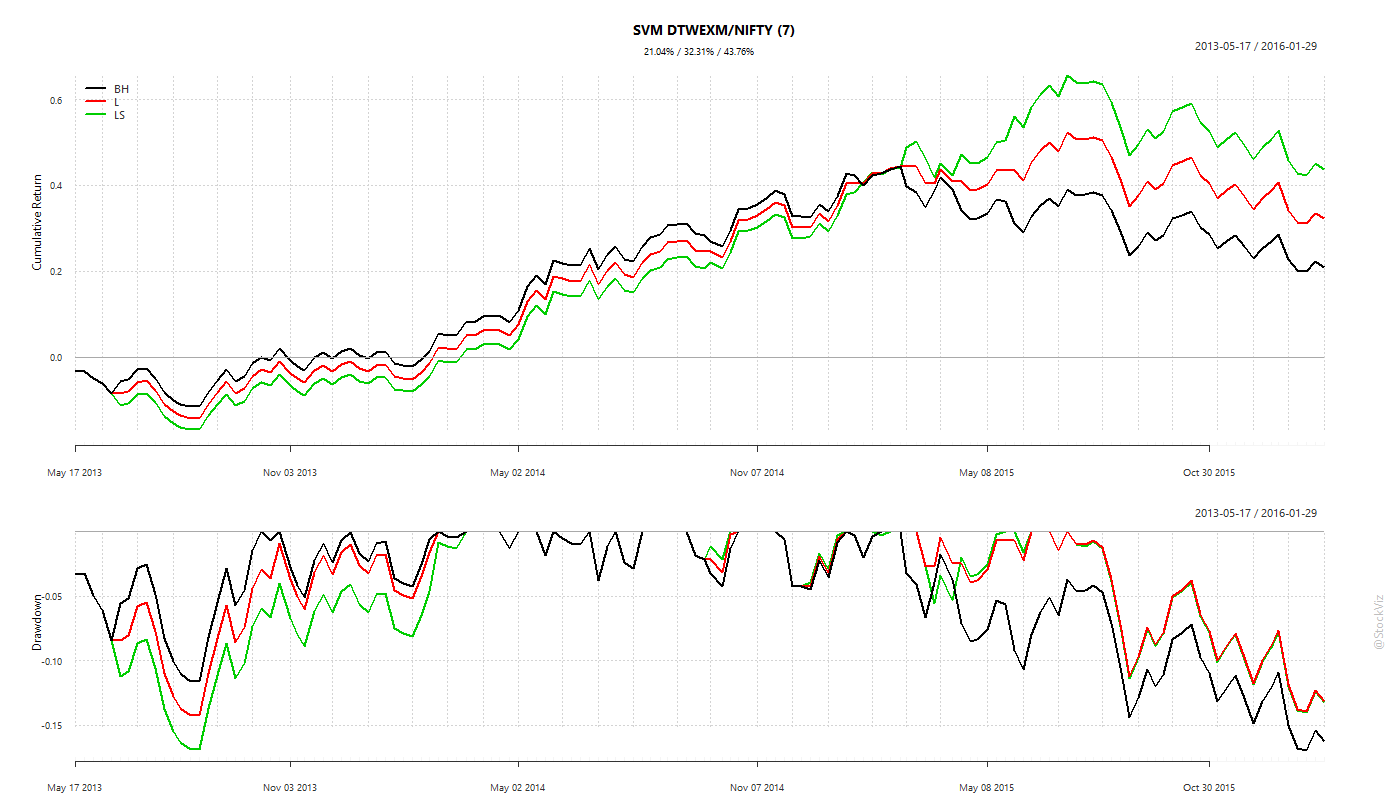 SVM DTWEXM/NIFTY (7)
21.04% / 32.31% / 43.76%
2013-05-17 / 2016-01-29
BH
L
LS
Cumulative Return
0.6
0.4
0.2
0.0
May 17 2013
Nov 03 2013
May 02 2014
Nov 07 2014
May 08 2015
Oct 30 2015
2013-05-17 / 2016-01-29
Drawdown
-0.05
-0.10
-0.15
May 17 2013
Nov 03 2013
May 02 2014
Nov 07 2014
May 08 2015
Oct 30 2015
@StockViz